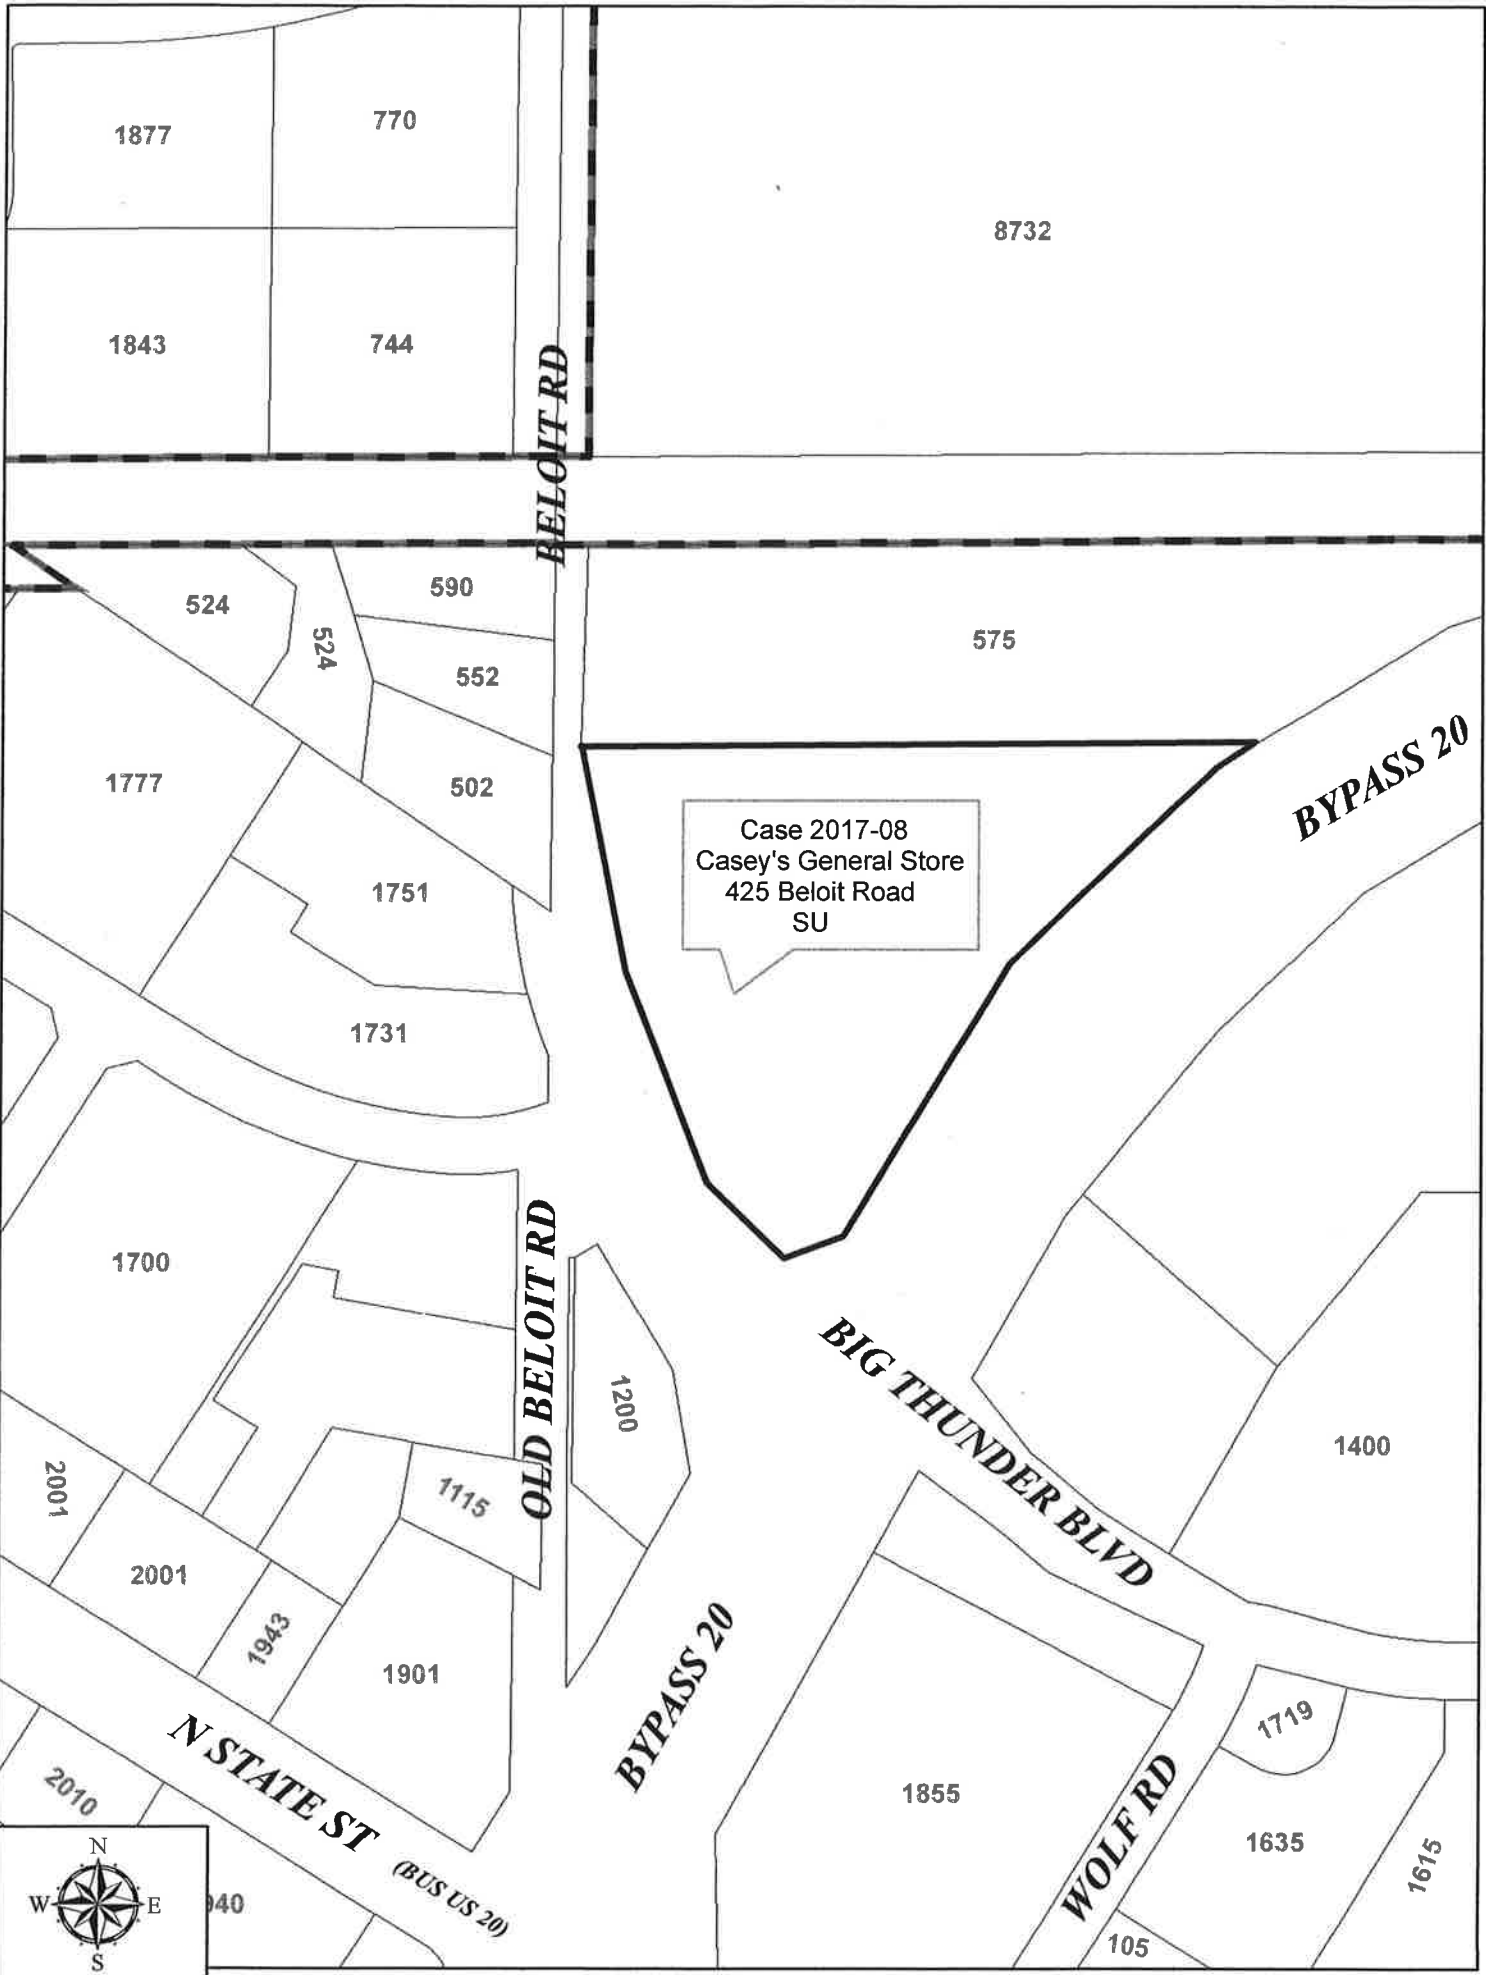 1877
770
8732
1843
744
BELOIT RD
524
590
524
552
575
502
1777
BYPASS 20
Case 2017-08
Casey's General Store
425 Beloit Road
SU
1751
1731
1700
OLD BELOIT RD
1200
BIG THUNDER BLVD
1400
2001
1115
2001
1943
1901
BYPASS 20
N STATE ST
(BUS US 20)
1719
1855
WOLF RD
1635
1615
2010
N
W
E
S
940
105